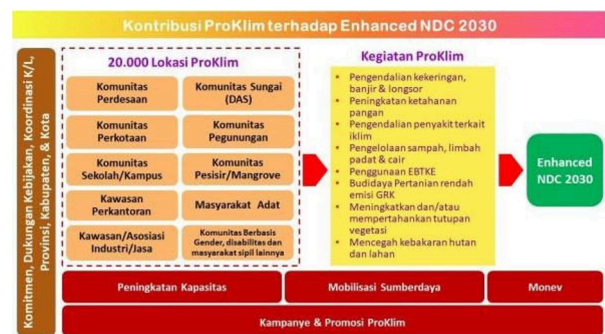 Kontribusi ProKlim terhadap Enhanced NDC 2030
Komitmen, Dukungan Kebijakan, Koordinasi K/L,
Provinsi, Kabupaten, & Kota
20.000 Lokasi ProKlim
Komunitas
Perdesaan
Komunitas Sungai
(DAS)
Komunitas
Perkotaan
Komunitas
Pegunungan
Komunitas
Sekolah/Kampus
Komunitas
Pesisir/Mangrove
Kawasan
Perkantoran
Masyarakat Adat
Kawasan/Asosiasi
Industri/Jasa
Komunitas Berbasis
Gender, disabilitas dan
masyarakat sipil lainnya
Kegiatan ProKlim
• Pengendalian kekeringan,
banjir & longsor
• Peningkatan ketahanan
pangan
• Pengendalian penyakit terkait
iklim
• Pengelolaan sampah, limbah
padat & cair
• Penggunaan EBTKE
• Budidaya Pertanian rendah
emisi GRK
• Meningkatkan dan/atau
mempertahankan tutupan
vegetasi
• Mencegah kebakaran hutan
dan lahan
Enhanced
NDC 2030
Peningkatan Kapasitas
Mobilisasi Sumberdaya
Monev
Kampanye & Promosi ProKlim